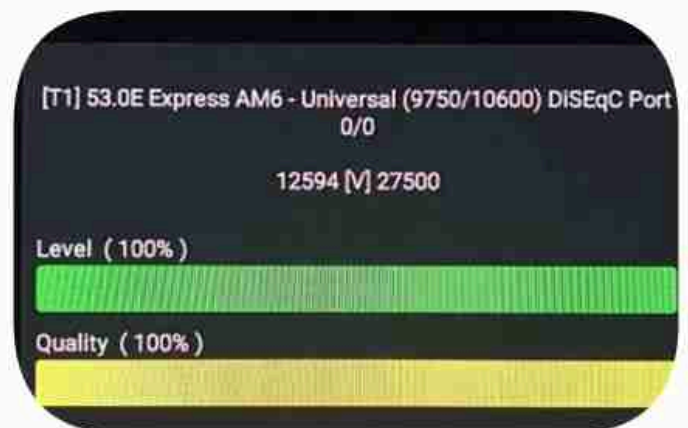 [T1] 53.0E Express AM6 - Universal (9750/10600) DiSEqC Port
0/0
12594 [V] 27500
Level ( 100% )
Quality ( 100% )